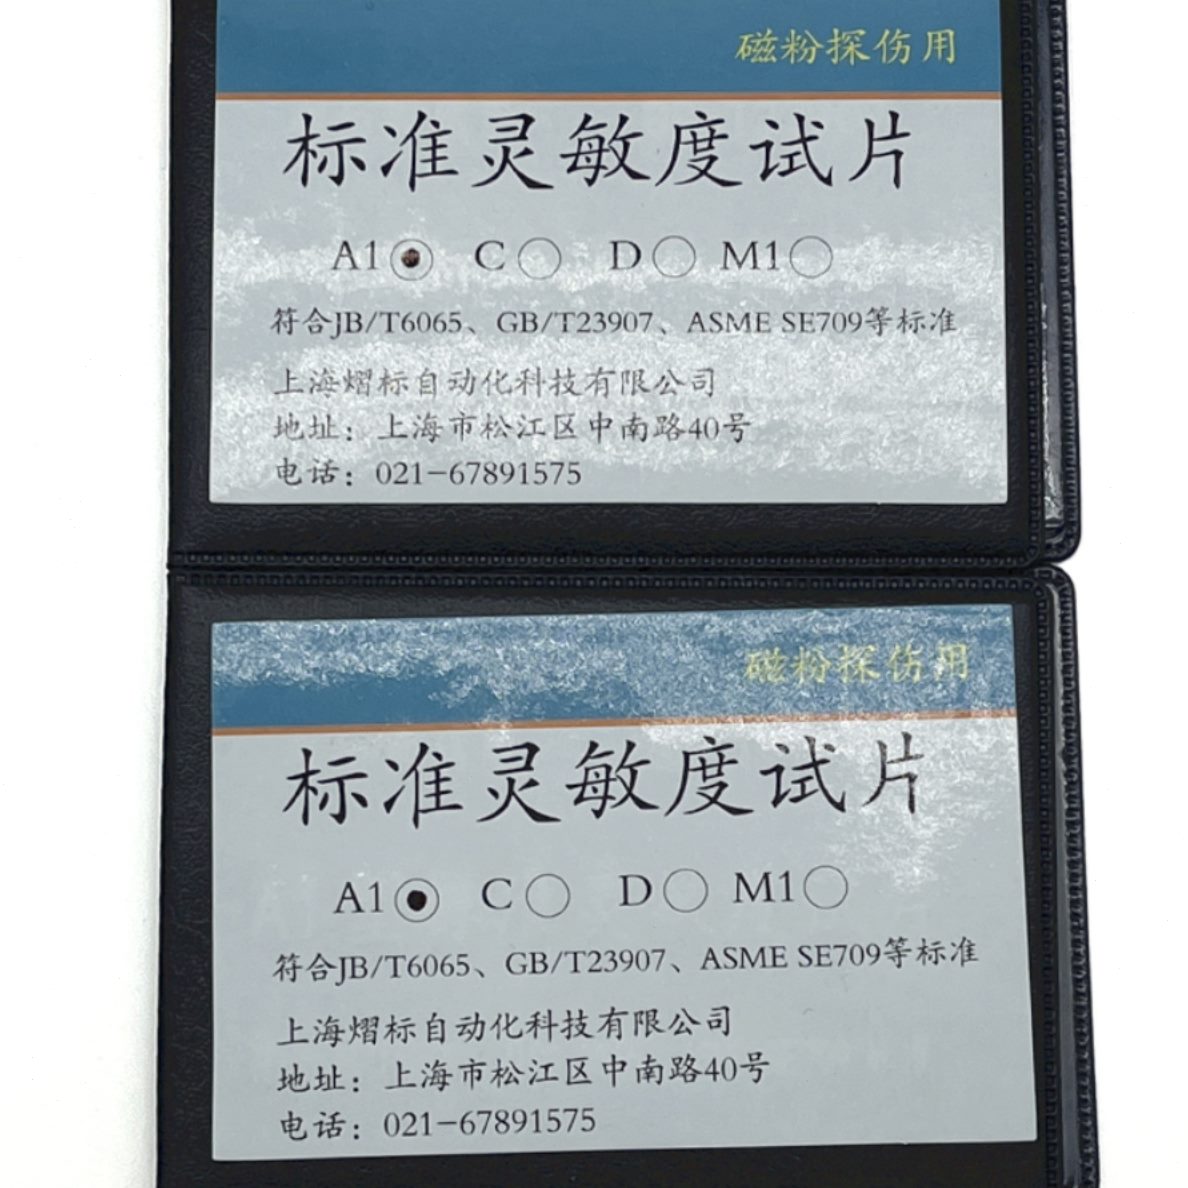 磁粉探伤用
标准灵敏度试片
A1 C D M1
符合JB/T6065、GB/T23907、ASME SE709等标准
上海熠标自动化科技有限公司
地址：上海市松江区中南路40号
电话：021-67891575
磁粉探伤用
标准灵敏度试片
A1 C D M1
符合JB/T6065、GB/T23907、ASME SE709等标准
上海熠标自动化科技有限公司
地址：上海市松江区中南路40号
电话：021-67891575